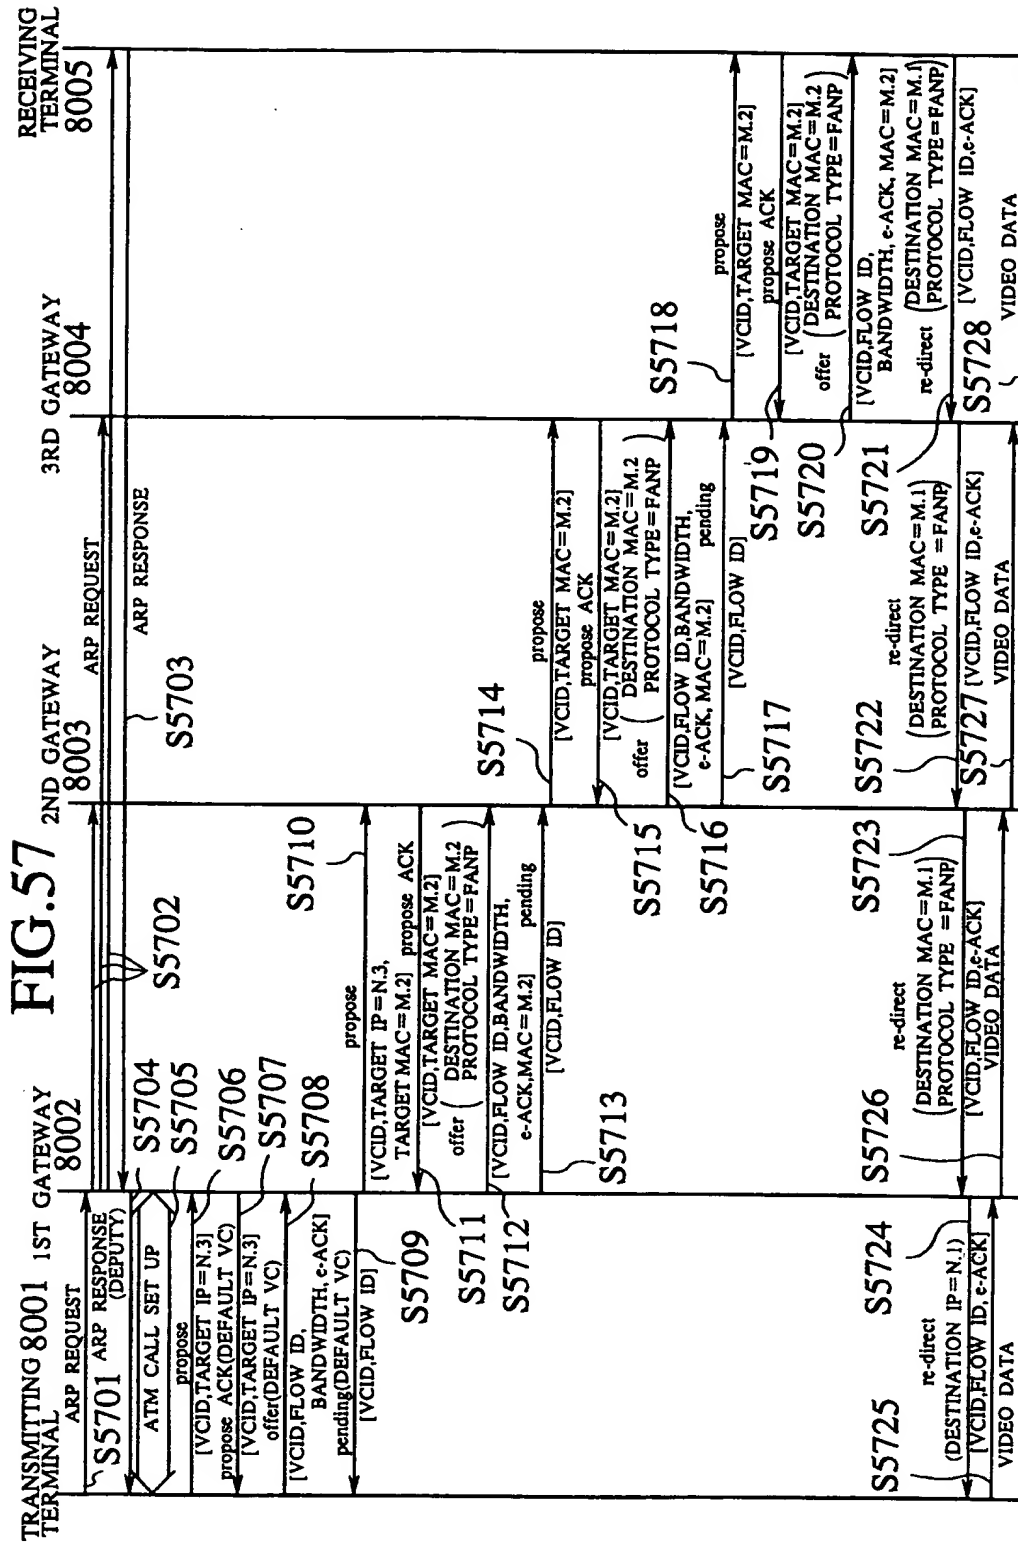 FIG.57
TRANSMITTING
TERMINAL
8001
1ST GATEWAY
8002
2ND GATEWAY
8003
3RD GATEWAY
8004
RECEIVING
TERMINAL
8005
ARP REQUEST
S5701
ARP RESPONSE
(DEPUTY)
ARP REQUEST
S5702
ARP RESPONSE
S5703
S5704
ATM CALL SET UP
S5705
propose
S5706
[VCID,TARGET IP=N.3]
propose ACK(DEFAULT VC)
S5707
[VCID,TARGET IP=N.3]
offer(DEFAULT VC)
S5708
[VCID,FLOW ID,
BANDWIDTH, e-ACK]
pending(DEFAULT VC)
[VCID,FLOW ID]
S5709
propose
S5710
[VCID,TARGET IP=N.3,
TARGET MAC=M.2]
propose ACK
S5711
[VCID,TARGET MAC=M.2]
offer
(DESTINATION MAC=M.2
PROTOCOL TYPE=FANP)
S5712
[VCID,FLOW ID,BANDWIDTH,
e-ACK,MAC=M.2]
pending
[VCID,FLOW ID]
S5713
S5714
propose
[VCID,TARGET MAC=M.2]
propose ACK
S5715
[VCID,TARGET MAC=M.2]
offer
(DESTINATION MAC=M.2
PROTOCOL TYPE=FANP)
S5716
[VCID,FLOW ID,BANDWIDTH,
e-ACK, MAC=M.2]
pending
[VCID,FLOW ID]
S5717
S5718
propose
[VCID,TARGET MAC=M.2]
propose ACK
S5719
[VCID,TARGET MAC=M.2]
offer
(DESTINATION MAC=M.2
PROTOCOL TYPE=FANP)
S5720
[VCID,FLOW ID,
BANDWIDTH, e-ACK, MAC=M.2]
re-direct
(DESTINATION MAC=M.1
PROTOCOL TYPE=FANP)
S5721
[VCID,FLOW ID,e-ACK]
re-direct
(DESTINATION MAC=M.1
PROTOCOL TYPE =FANP)
S5722
[VCID,FLOW ID,e-ACK]
re-direct
(DESTINATION MAC=M.1
PROTOCOL TYPE =FANP)
S5723
[VCID,FLOW ID,e-ACK]
re-direct
(DESTINATION IP=N.1)
S5724
[VCID,FLOW ID, e-ACK]
S5725
VIDEO DATA
S5726
VIDEO DATA
S5727
VIDEO DATA
S5728
VIDEO DATA